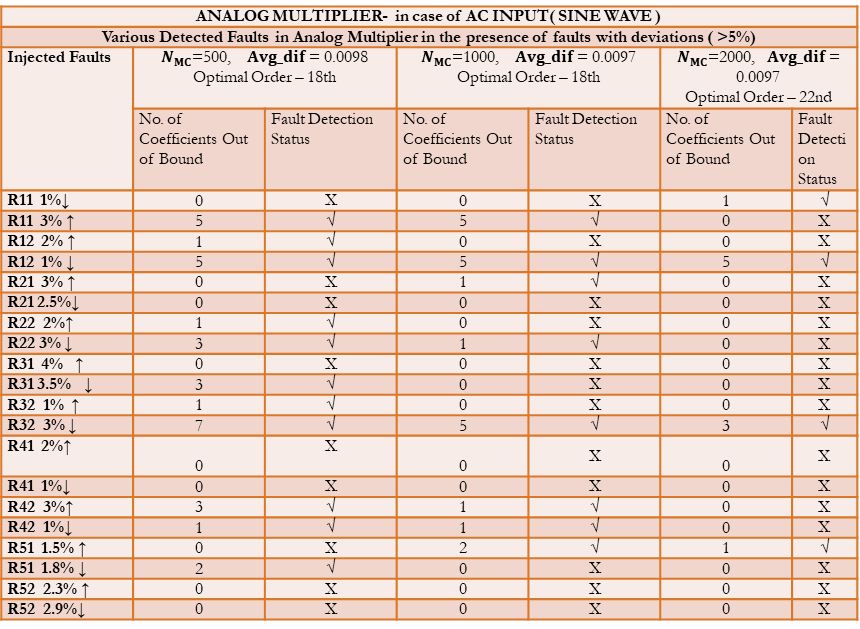 ANALOG MULTIPLIER- in case of AC INPUT( SINE WAVE )
Various Detected Faults in Analog Multiplier in the presence of faults with deviations ( >5%)
Injected Faults N_MC=500, Avg_dif = 0.0098 N_MC=1000, Avg_dif = 0.0097 N_MC=2000, Avg_dif =
Optimal Order – 18th Optimal Order – 18th 0.0097
Optimal Order – 22nd
No. of Fault Detection No. of Fault Detection No. of Fault
Coefficients Out Status Coefficients Out Status Coefficients Out Detecti
of Bound of Bound of Bound on
Status
R11 1%↓ 0 X 0 X 1 √
R11 3% ↑ 5 √ 5 √ 0 X
R12 2% ↑ 1 √ 0 X 0 X
R12 1% ↓ 5 √ 5 √ 5 √
R21 3% ↑ 0 X 1 √ 0 X
R21 2.5%↓ 0 X 0 X 0 X
R22 2%↑ 1 √ 0 X 0 X
R22 3% ↓ 3 √ 1 √ 0 X
R31 4% ↑ 0 X 0 X 0 X
R31 3.5% ↓ 3 √ 0 X 0 X
R32 1% ↑ 1 √ 0 X 0 X
R32 3%↓ 7 √ 5 √ 3 √
R41 2%↑ 0 X 0 X 0 X
R41 1%↓ 0 X 0 X 0 X
R42 3%↑ 3 √ 1 √ 0 X
R42 1%↓ 1 √ 1 √ 0 X
R51 1.5% ↑ 0 X 2 √ 1 √
R51 1.8% ↓ 2 √ 0 X 0 X
R52 2.3% ↑ 0 X 0 X 0 X
R52 2.9%↓ 0 X 0 X 0 X